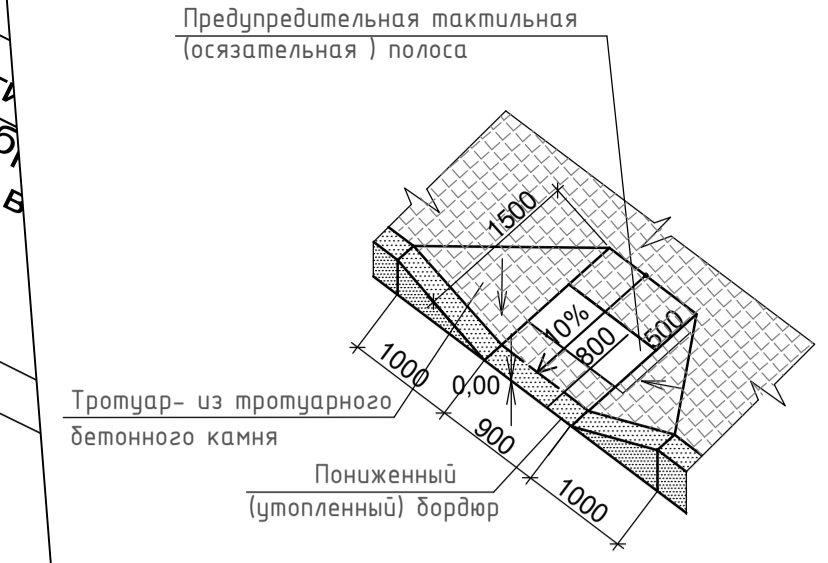 Предупредительная тактильная
(осязательная ) полоса
1500
10%
800
500
1000
0,00
900
1000
Тротуар- из тротуарного
бетонного камня
Пониженный
(утопленный) бордюр
в